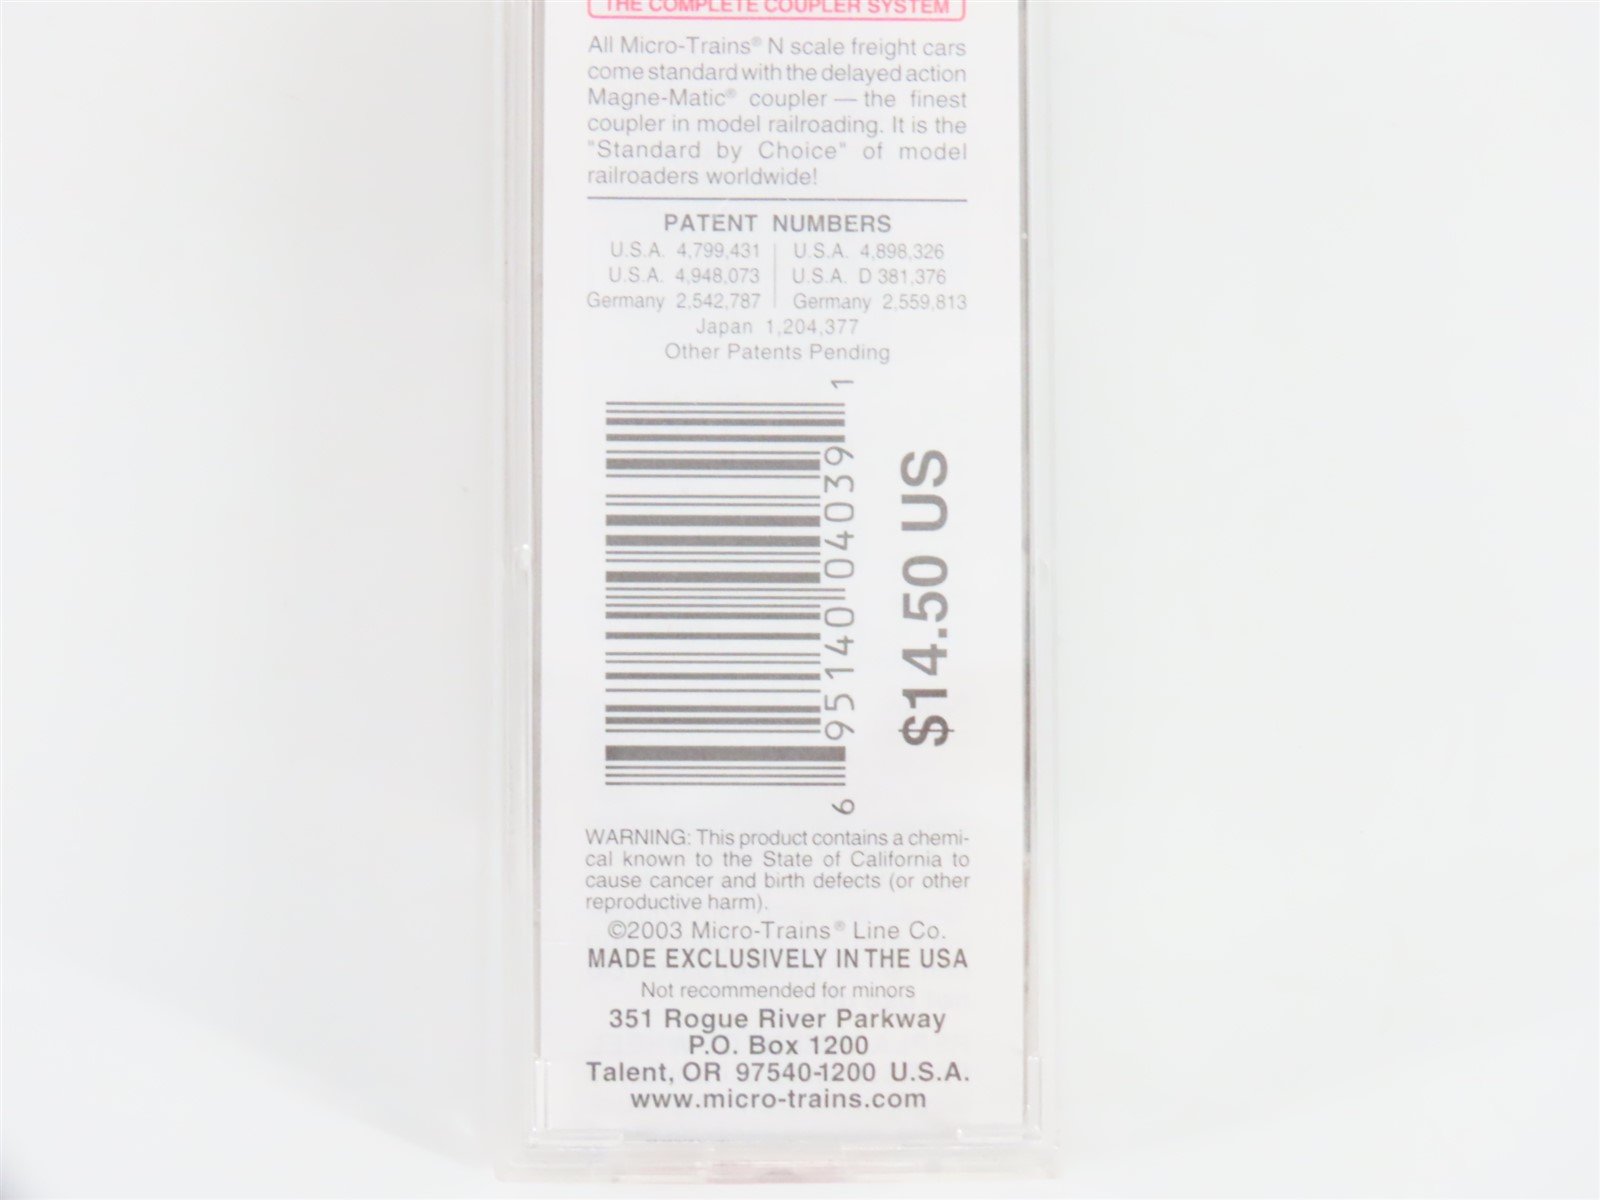 THE COMPLETE COUPLER SYSTEM
All Micro-Trains® N scale freight cars
come standard with the delayed action
Magne-Matic® coupler — the finest
coupler in model railroading. It is the
"Standard by Choice" of model
railroaders worldwide!
PATENT NUMBERS
U.S.A. 4,799,431 | U.S.A. 4,898,326
U.S.A. 4,948,073 | U.S.A. D 381,376
Germany 2,542,787 | Germany 2,559,813
Japan 1,204,377
Other Patents Pending
6 95140 04039 1
$14.50 US
WARNING: This product contains a chemi-
cal known to the State of California to
cause cancer and birth defects (or other
reproductive harm).
©2003 Micro-Trains® Line Co.
MADE EXCLUSIVELY IN THE USA
Not recommended for minors
351 Rogue River Parkway
P.O. Box 1200
Talent, OR 97540-1200 U.S.A.
www.micro-trains.com